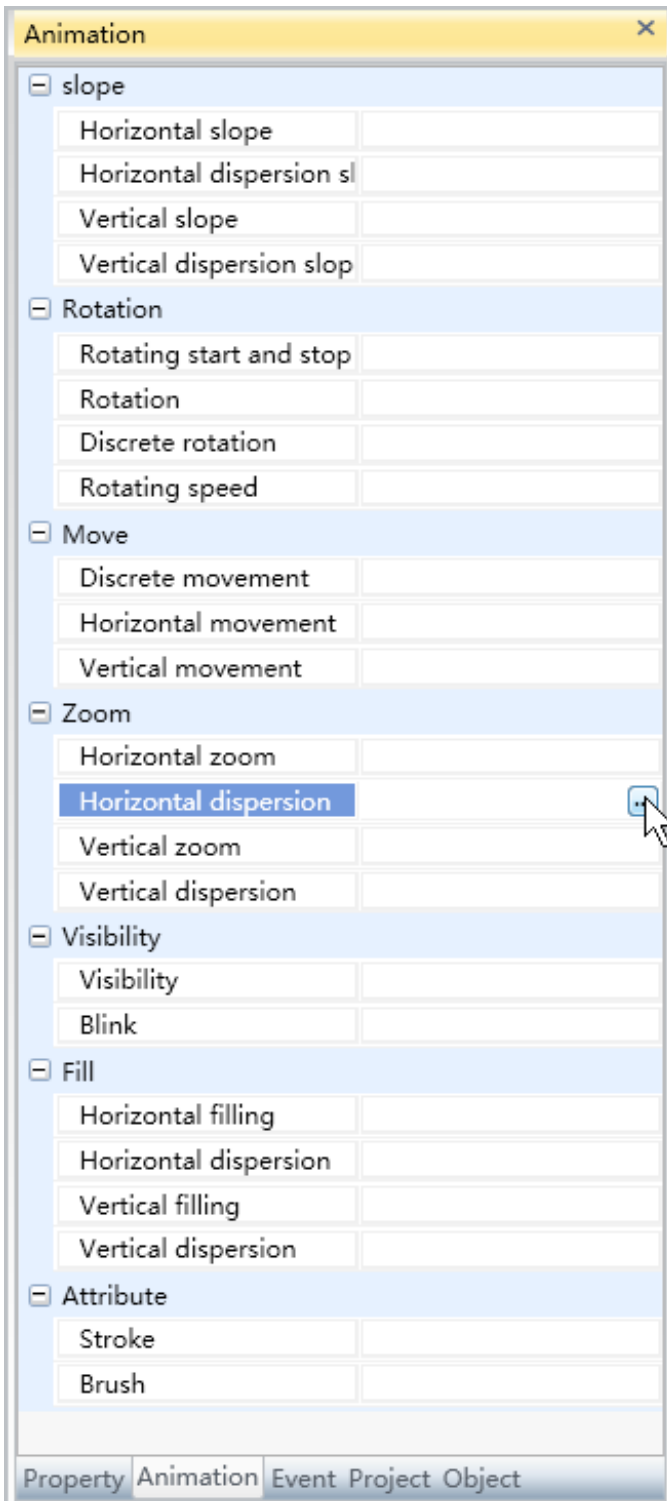 Animation
slope
Horizontal slope
Horizontal dispersion sl
Vertical slope
Vertical dispersion slop
Rotation
Rotating start and stop
Rotation
Discrete rotation
Rotating speed
Move
Discrete movement
Horizontal movement
Vertical movement
Zoom
Horizontal zoom
Horizontal dispersion
Vertical zoom
Vertical dispersion
Visibility
Visibility
Blink
Fill
Horizontal filling
Horizontal dispersion
Vertical filling
Vertical dispersion
Attribute
Stroke
Brush
Property Animation Event Project Object